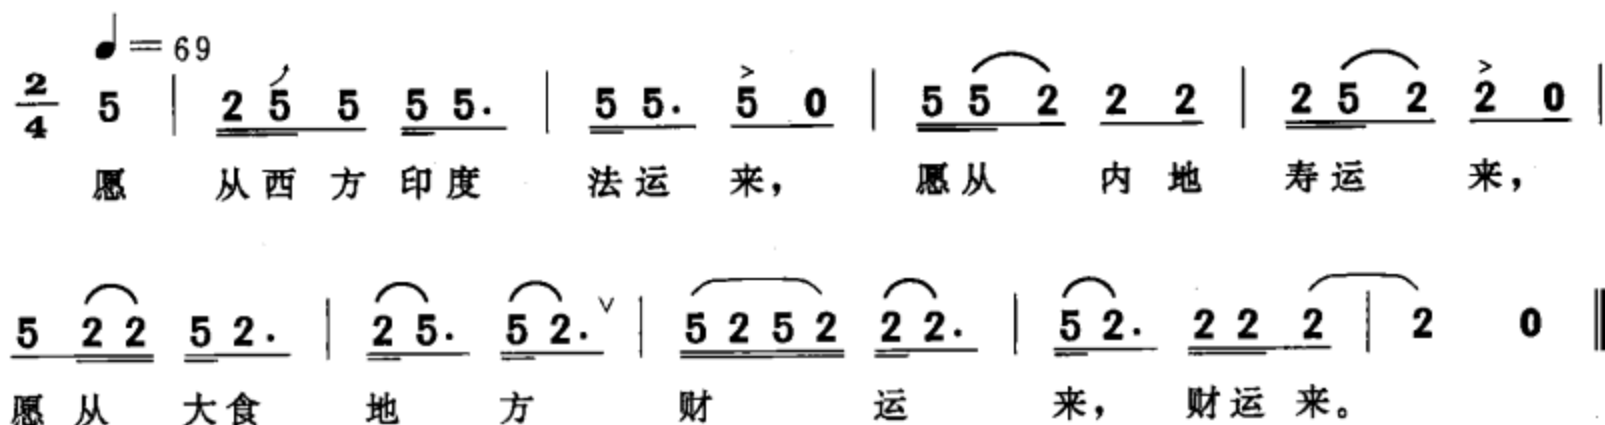 ♩=69
2/4 5 | 2 5 5 5 5. | 5 5. 5 0 | 5 5 2 2 2 | 2 5 2 2 0 |
愿 从西方印度 法运来， 愿从 内地 寿运 来，
5 2 2 5 2. | 2 5. 5 2. | 5 2 5 2 2 2. | 5 2. 2 2 2 | 2 0 ‖
愿从 大食 地 方 财 运 来， 财运来。